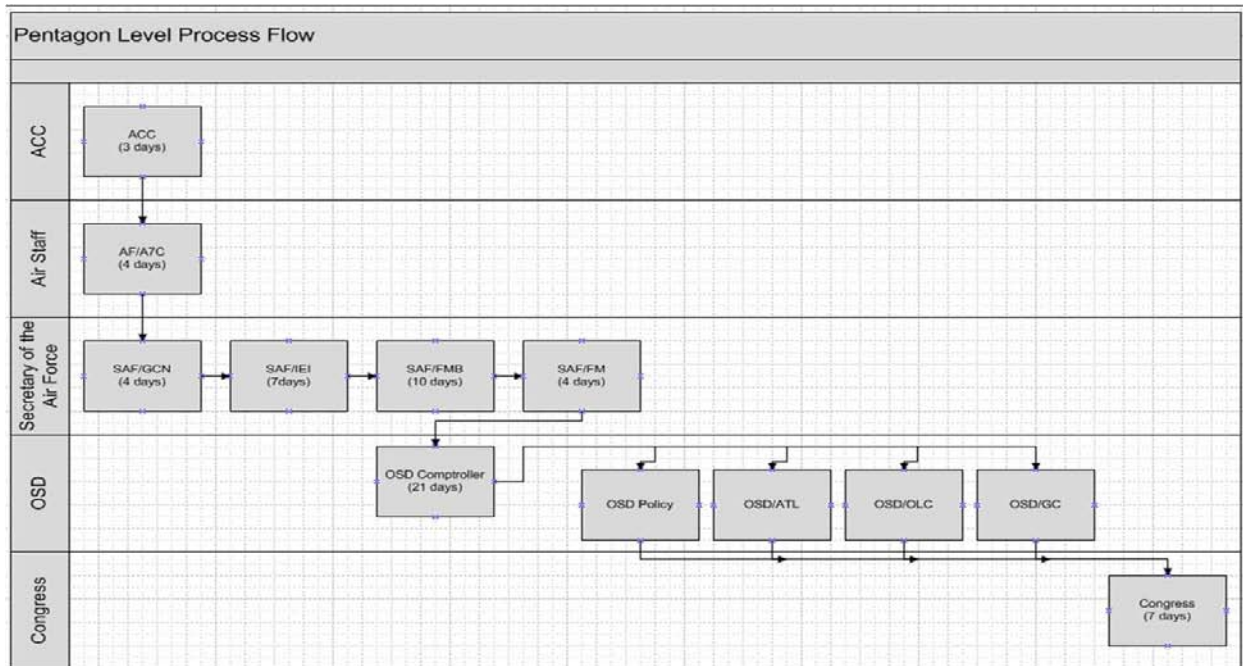 Pentagon Level Process Flow
ACC
ACC
(3 days)
Air Staff
AF/A7C
(4 days)
Secretary of the
Air Force
SAF/GCN
(4 days)
SAF/IEI
(7days)
SAF/FMB
(10 days)
SAF/FM
(4 days)
OSD
OSD Comptroller
(21 days)
OSD Policy
OSD/ATL
OSD/OLC
OSD/GC
Congress
Congress
(7 days)